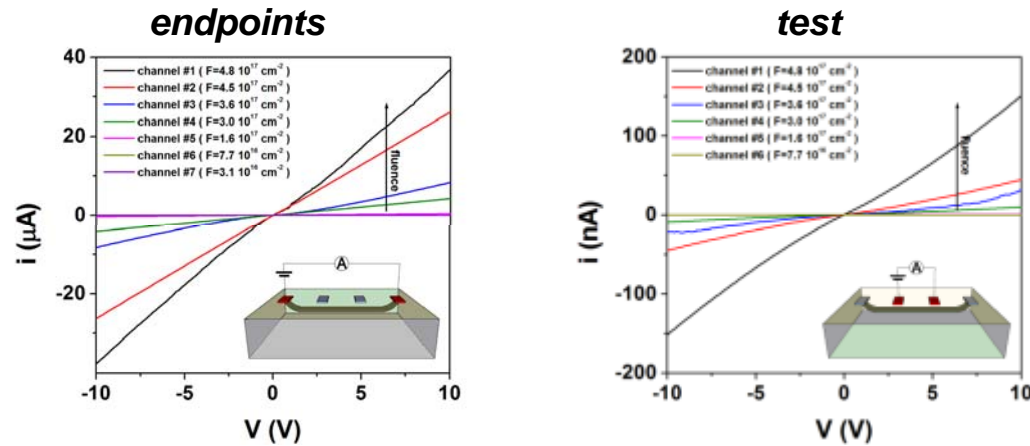 endpoints
40
20
0
-20
i (μA)
channel #1 ( F=4.8 10¹⁷ cm⁻² )
channel #2 ( F=4.5 10¹⁷ cm⁻² )
channel #3 ( F=3.6 10¹⁷ cm⁻² )
channel #4 ( F=3.0 10¹⁷ cm⁻² )
channel #5 ( F=1.6 10¹⁷ cm⁻² )
channel #6 ( F=7.7 10¹⁶ cm⁻² )
channel #7 ( F=3.1 10¹⁶ cm⁻² )
fluence
A
-10 -5 0 5 10
V (V)
test
200
100
0
-100
-200
i (nA)
channel #1 ( F=4.8 10¹⁷ cm⁻² )
channel #2 ( F=4.5 10¹⁷ cm⁻² )
channel #3 ( F=3.6 10¹⁷ cm⁻² )
channel #4 ( F=3.0 10¹⁷ cm⁻² )
channel #5 ( F=1.6 10¹⁷ cm⁻² )
channel #6 ( F=7.7 10¹⁶ cm⁻² )
fluence
A
-10 -5 0 5 10
V (V)